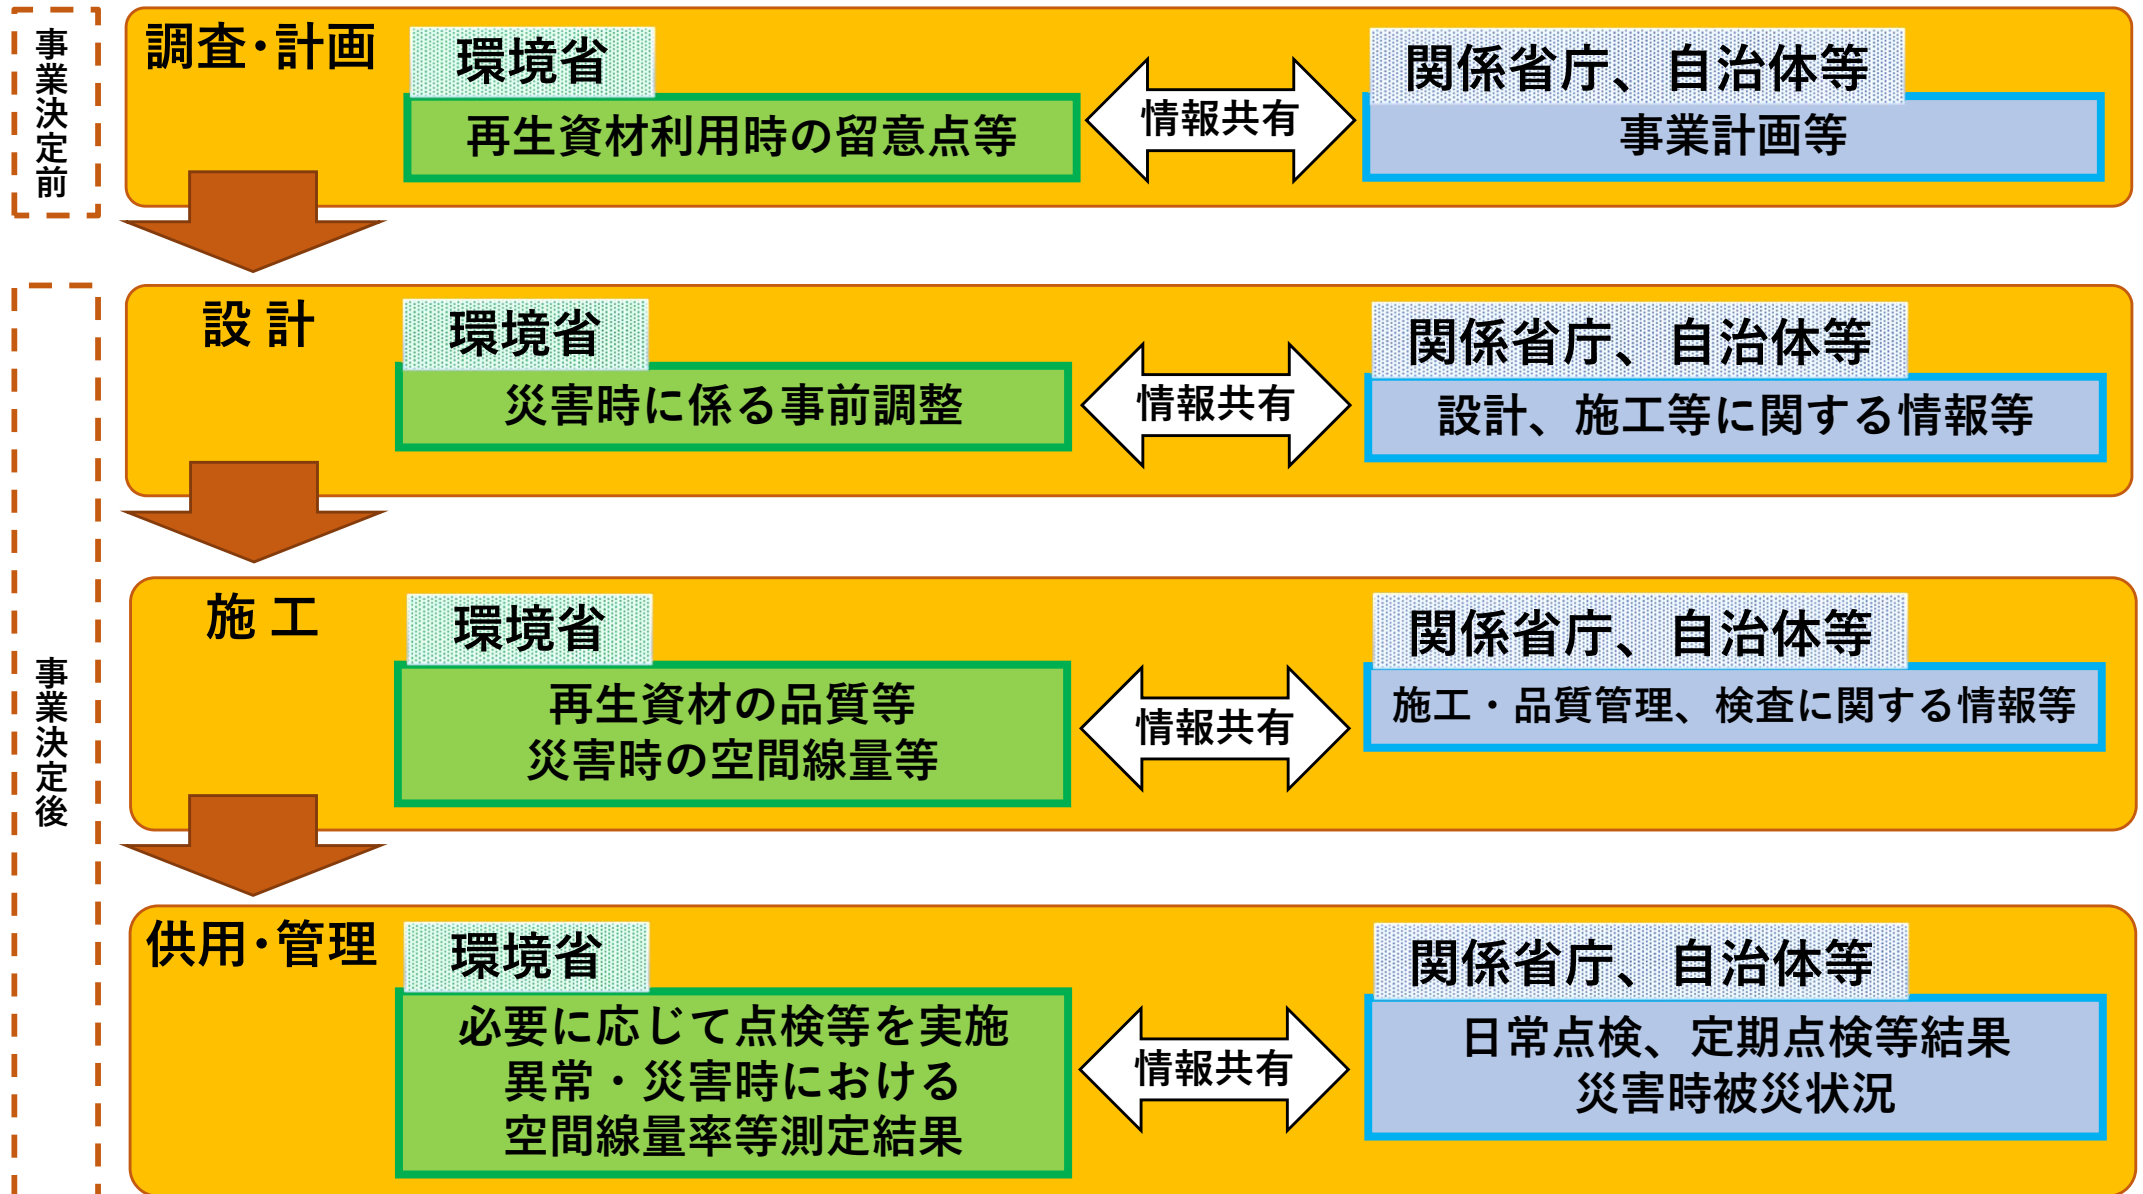 事業決定前
調査・計画
環境省
再生資材利用時の留意点等
情報共有
関係省庁、自治体等
事業計画等
事業決定後
設 計
環境省
災害時に係る事前調整
情報共有
関係省庁、自治体等
設計、施工等に関する情報等
施 工
環境省
再生資材の品質等
災害時の空間線量等
情報共有
関係省庁、自治体等
施工・品質管理、検査に関する情報等
供用・管理
環境省
必要に応じて点検等を実施
異常・災害時における
空間線量率等測定結果
情報共有
関係省庁、自治体等
日常点検、定期点検等結果
災害時被災状況